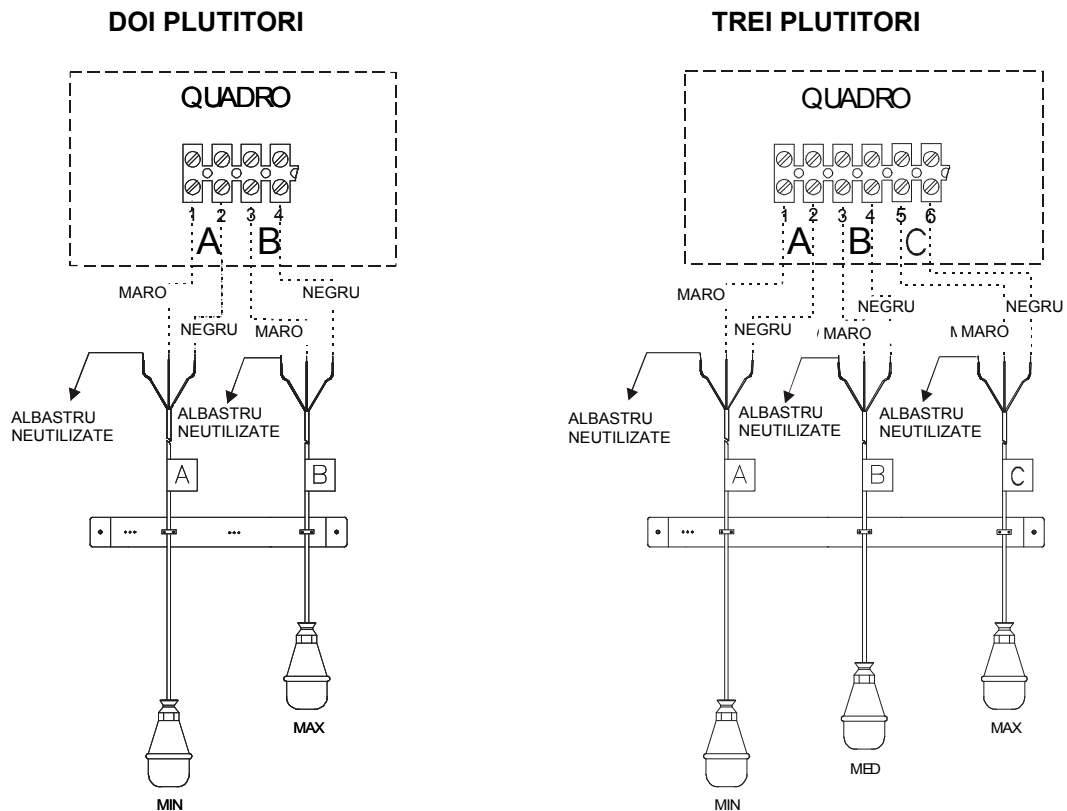 DOI PLUTITORI
QUADRO
1 2 3 4
A B
MARO
NEGRU
NEGRU
MARO
ALBASTRU
NEUTILIZATE
ALBASTRU
NEUTILIZATE
A
B
MAX
MIN
TREI PLUTITORI
QUADRO
1 2 3 4 5 6
A B C
MARO
NEGRU
MARO
NEGRU
MARO
NEGRU
ALBASTRU
NEUTILIZATE
ALBASTRU
NEUTILIZATE
ALBASTRU
NEUTILIZATE
A
B
C
MAX
MED
MIN